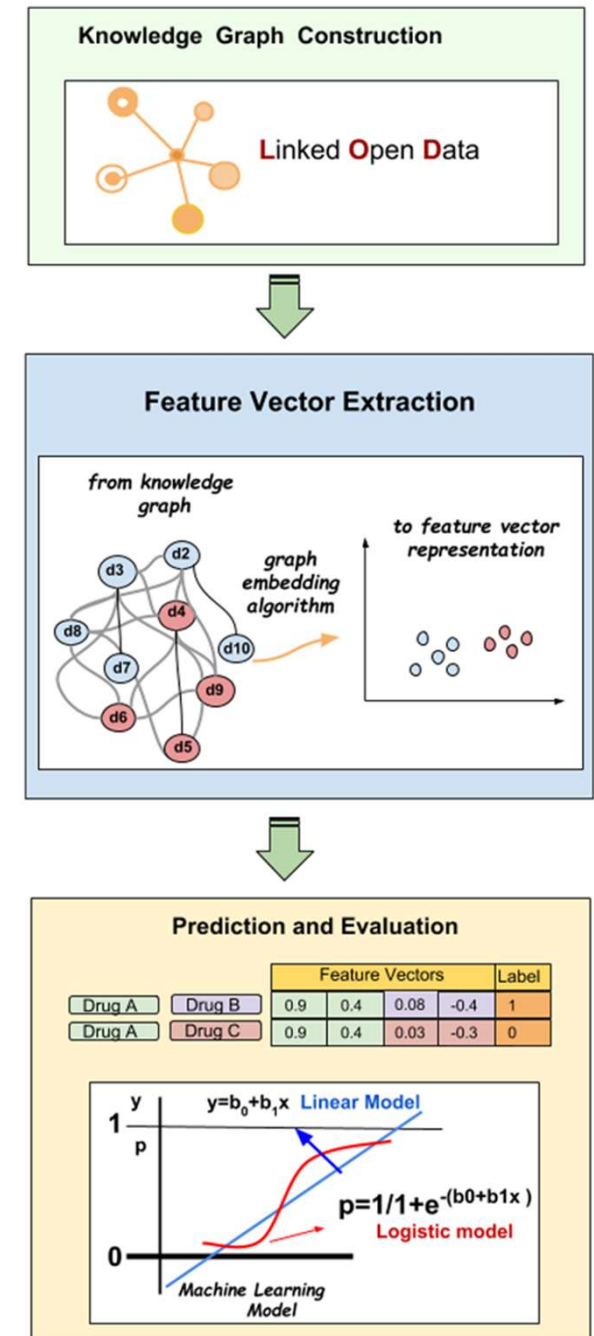 Knowledge Graph Construction
Linked Open Data
Feature Vector Extraction
from knowledge
graph
d3
d2
d4
d8
d7
d10
d9
d6
d5
graph
embedding
algorithm
to feature vector
representation
Prediction and Evaluation
Feature Vectors Label
Drug A Drug B 0.9 0.4 0.08 -0.4 1
Drug A Drug C 0.9 0.4 0.03 -0.3 0
y
y=b0+b1x Linear Model
1
p
p=1/1+e-(b0+b1x )
Logistic model
0
Machine Learning
Model